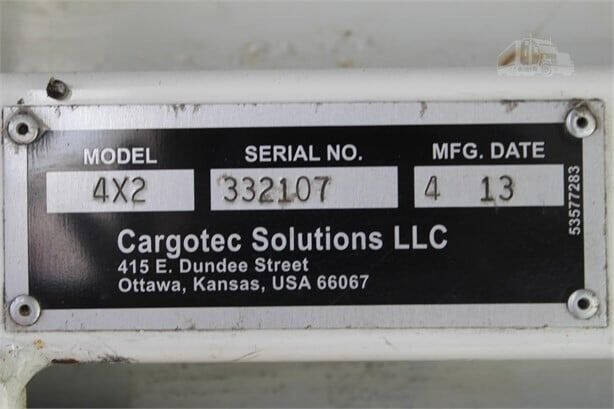 MODEL SERIAL NO. MFG. DATE
4X2 332107 4 13
53577283
Cargotec Solutions LLC
415 E. Dundee Street
Ottawa, Kansas, USA 66067